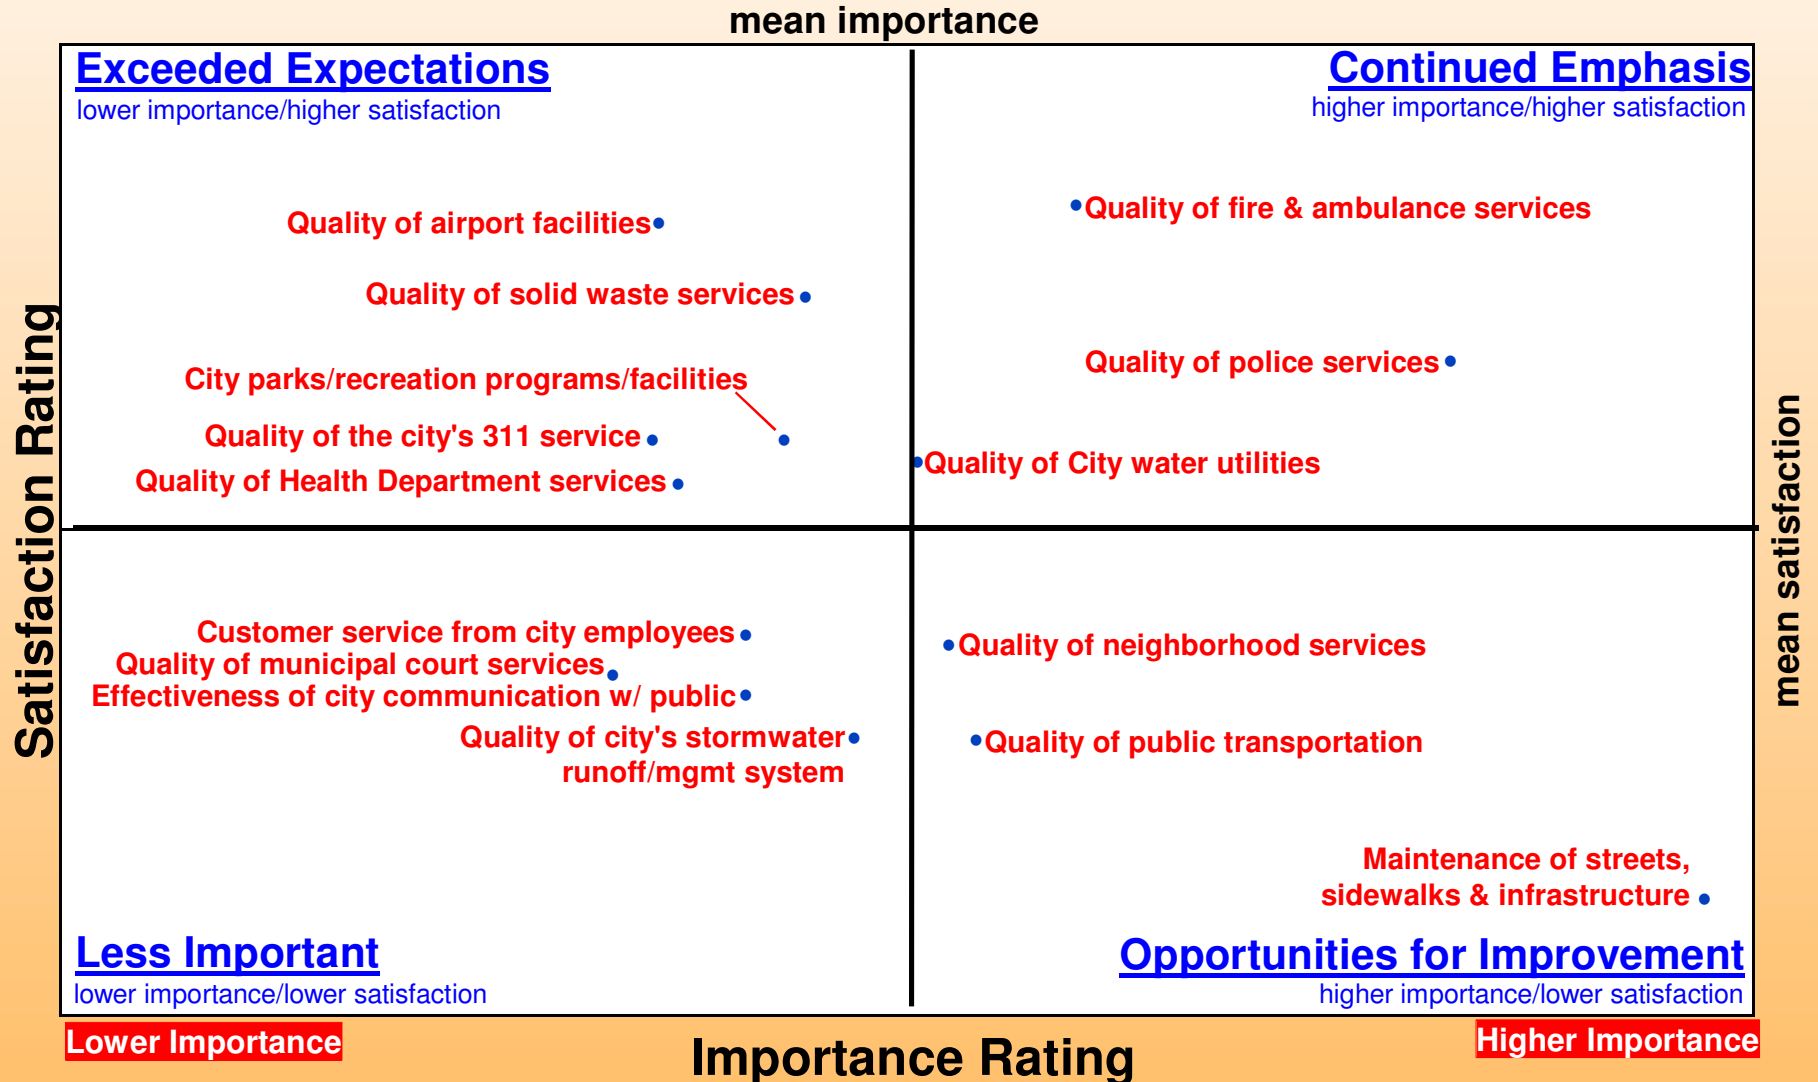 mean importance
Exceeded Expectations
lower importance/higher satisfaction
Continued Emphasis
higher importance/higher satisfaction
Quality of airport facilities
Quality of solid waste services
City parks/recreation programs/facilities
Quality of the city's 311 service
Quality of Health Department services
Quality of fire & ambulance services
Quality of police services
Quality of City water utilities
Satisfaction Rating
mean satisfaction
Customer service from city employees
Quality of municipal court services
Effectiveness of city communication w/ public
Quality of city's stormwater
runoff/mgmt system
Quality of neighborhood services
Quality of public transportation
Maintenance of streets,
sidewalks & infrastructure
Less Important
lower importance/lower satisfaction
Opportunities for Improvement
higher importance/lower satisfaction
Lower Importance
Importance Rating
Higher Importance